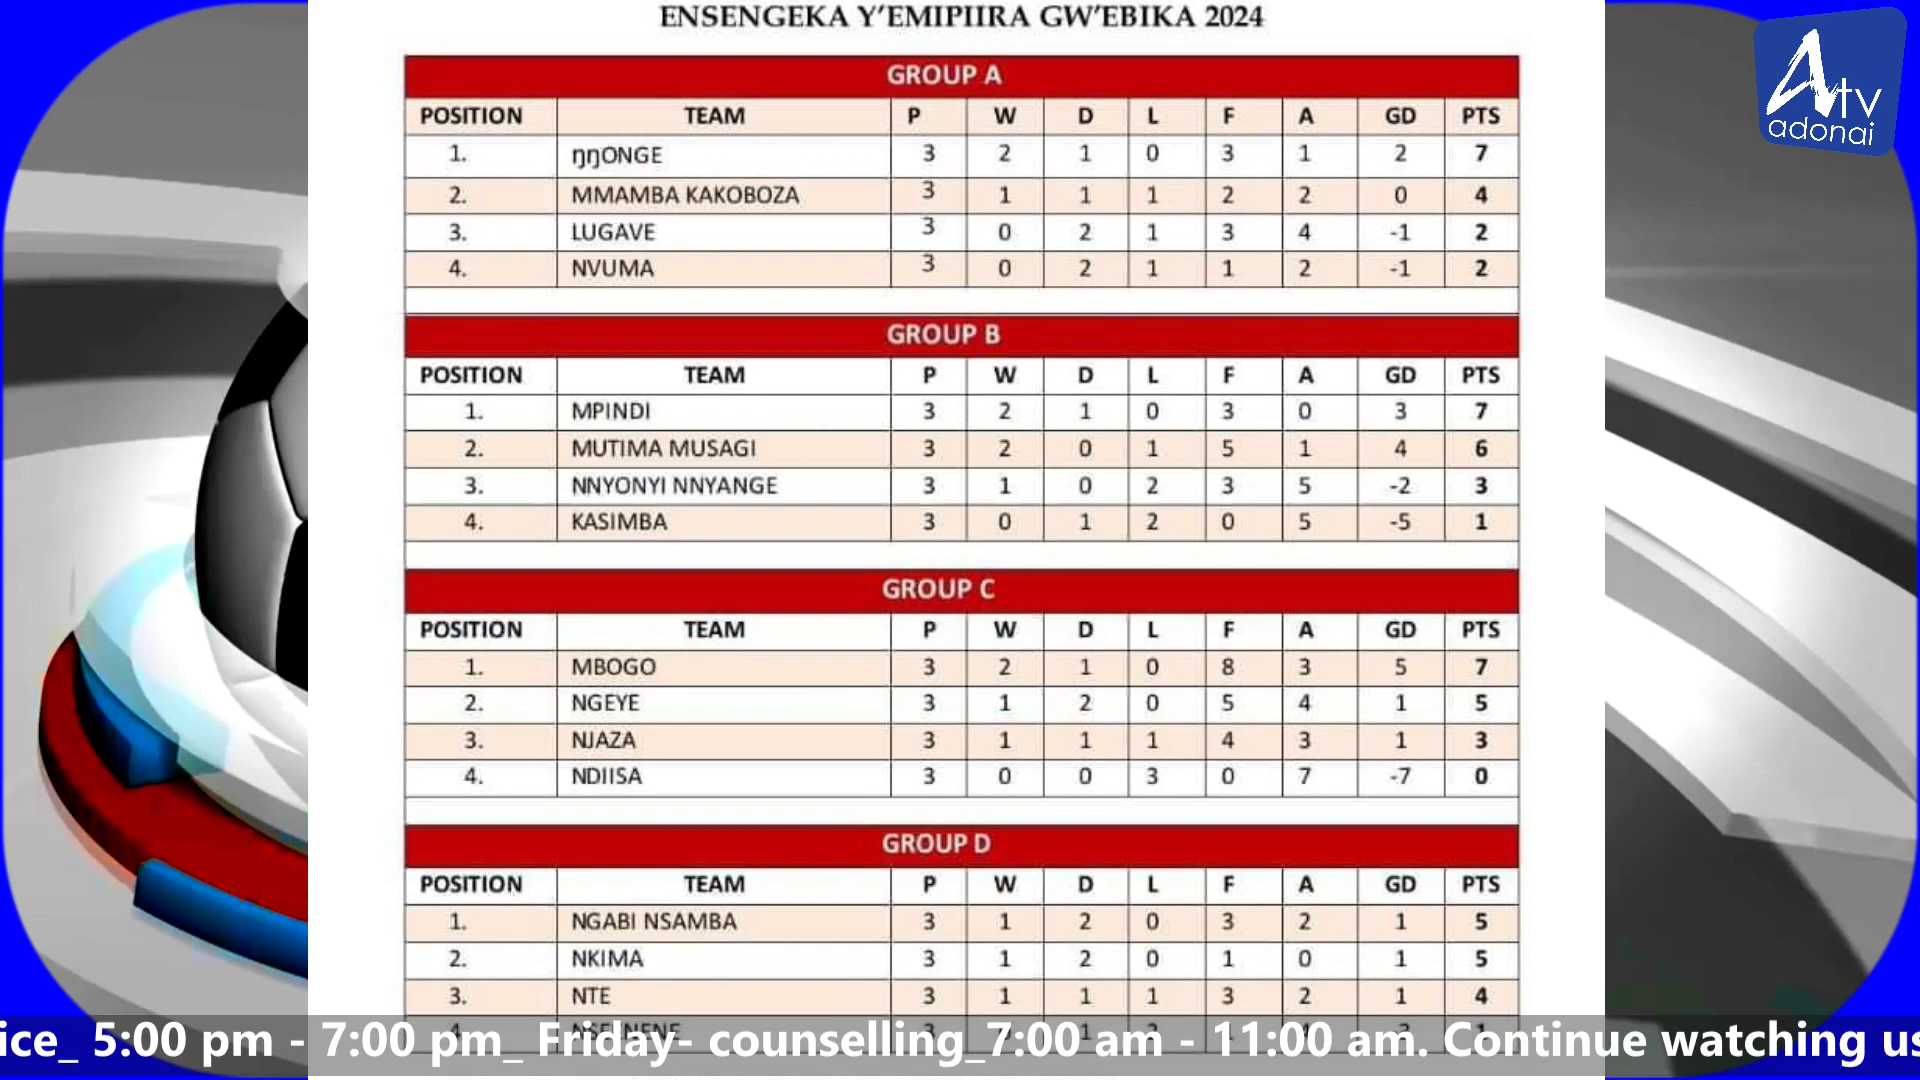 ENSENGEKA Y'EMIPIIRA GW'EBIKA 2024
Atv
adonai
GROUP A
POSITION TEAM P W D L F A GD PTS
1. ŋŋONGE 3 2 1 0 3 1 2 7
2. MMAMBA KAKOBOZA 3 1 1 1 2 2 0 4
3. LUGAVE 3 0 2 1 3 4 -1 2
4. NVUMA 3 0 2 1 1 2 -1 2
GROUP B
POSITION TEAM P W D L F A GD PTS
1. MPINDI 3 2 1 0 3 0 3 7
2. MUTIMA MUSAGI 3 2 0 1 5 1 4 6
3. NNYONYI NNYANGE 3 1 0 2 3 5 -2 3
4. KASIMBA 3 0 1 2 0 5 -5 1
GROUP C
POSITION TEAM P W D L F A GD PTS
1. MBOGO 3 2 1 0 8 3 5 7
2. NGEYE 3 1 2 0 5 4 1 5
3. NJAZA 3 1 1 1 4 3 1 3
4. NDIISA 3 0 0 3 0 7 -7 0
GROUP D
POSITION TEAM P W D L F A GD PTS
1. NGABI NSAMBA 3 1 2 0 3 2 1 5
2. NKIMA 3 1 2 0 1 0 1 5
3. NTE 3 1 1 1 3 2 1 4
ice_ 5:00 pm - 7:00 pm_ Friday- counselling_7:00 am - 11:00 am. Continue watching us